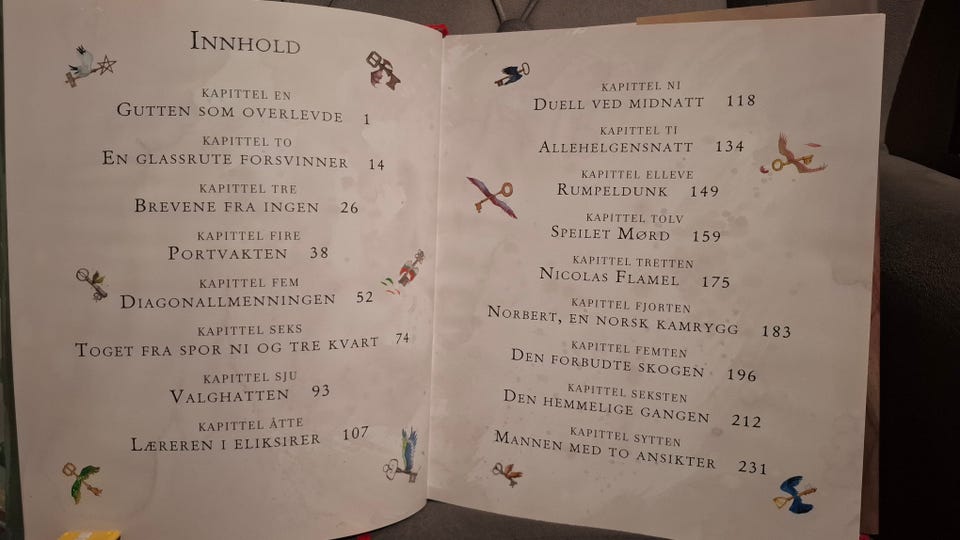 INNHOLD
KAPITTEL EN
GUTTEN SOM OVERLEVDE 1
KAPITTEL TO
EN GLASSRUTE FORSVINNER 14
KAPITTEL TRE
BREVENE FRA INGEN 26
KAPITTEL FIRE
PORTVAKTEN 38
KAPITTEL FEM
DIAGONALLMENNINGEN 52
KAPITTEL SEKS
TOGET FRA SPOR NI OG TRE KVART 74
KAPITTEL SJU
VALGHATTEN 93
KAPITTEL ÅTTE
LÆREREN I ELIKSIRER 107
KAPITTEL NI
DUELL VED MIDNATT 118
KAPITTEL TI
ALLEHELGENSNATT 134
KAPITTEL ELLEVE
RUMPELDUNK 149
KAPITTEL TOLV
SPEILET MØRD 159
KAPITTEL TRETTEN
NICOLAS FLAMEL 175
KAPITTEL FJORTEN
NORBERT, EN NORSK KAMRYGG 183
KAPITTEL FEMTEN
DEN FORBUDTE SKOGEN 196
KAPITTEL SEKSTEN
DEN HEMMELIGE GANGEN 212
KAPITTEL SYTTEN
MANNEN MED TO ANSIKTER 231